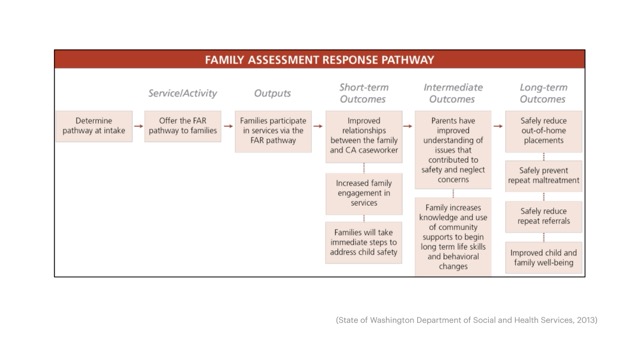 FAMILY ASSESSMENT RESPONSE PATHWAY
Service/Activity
Outputs
Short-term
Outcomes
Intermediate
Outcomes
Long-term
Outcomes
Determine
pathway at intake
Offer the FAR
pathway to families
Families participate
in services via the
FAR pathway
Improved
relationships
between the family
and CA caseworker
Increased family
engagement in
services
Families will take
immediate steps to
address child safety
Parents have
improved
understanding of
issues that
contributed to
safety and neglect
concerns
Family increases
knowledge and use
of community
supports to begin
long term life skills
and behavioral
changes
Safely reduce
out-of-home
placements
Safely prevent
repeat maltreatment
Safely reduce
repeat referrals
Improved child and
family well-being
(State of Washington Department of Social and Health Services, 2013)